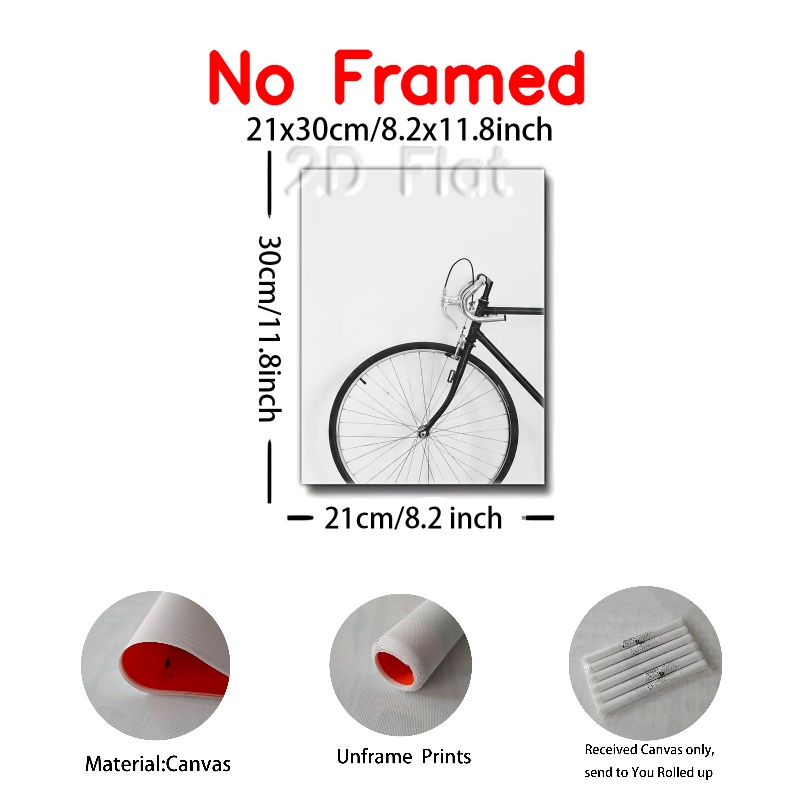 No Framed
21x30cm/8.2x11.8inch
2.D Flat.
30cm/11.8inch
21cm/8.2 inch
Material:Canvas
Unframe Prints
Received Canvas only,
send to You Rolled up